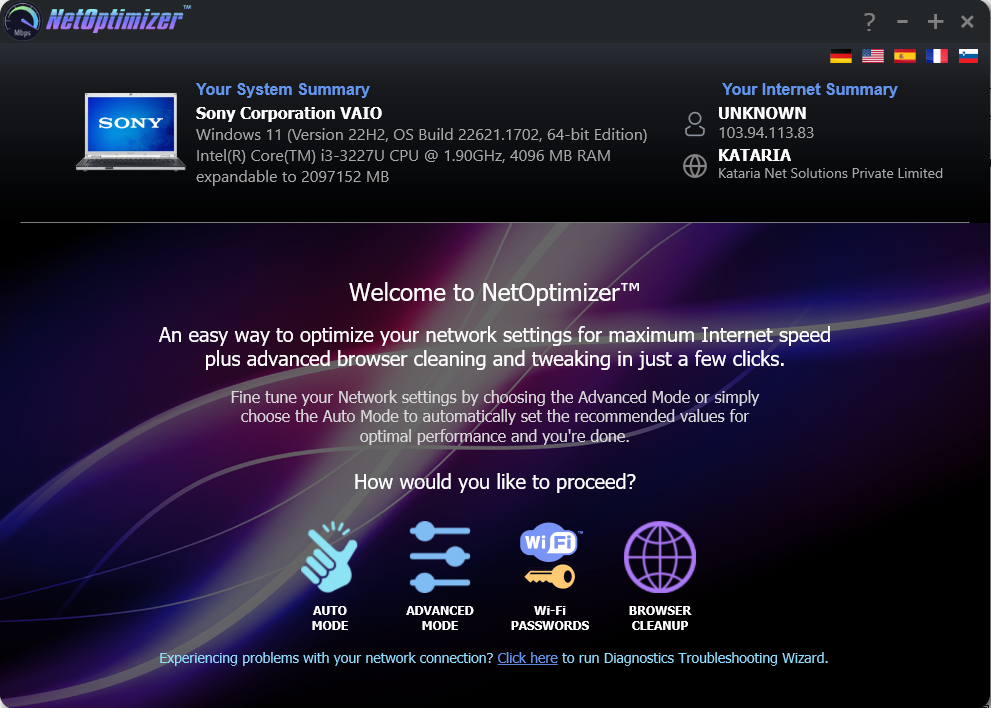 Mbps NetOptimizer™
?
Your System Summary
Sony Corporation VAIO
Windows 11 (Version 22H2, OS Build 22621.1702, 64-bit Edition)
Intel(R) Core(TM) i3-3227U CPU @ 1.90GHz, 4096 MB RAM
expandable to 2097152 MB
SONY
Your Internet Summary
UNKNOWN
103.94.113.83
KATARIA
Kataria Net Solutions Private Limited
Welcome to NetOptimizer™
An easy way to optimize your network settings for maximum Internet speed
plus advanced browser cleaning and tweaking in just a few clicks.
Fine tune your Network settings by choosing the Advanced Mode or simply
choose the Auto Mode to automatically set the recommended values for
optimal performance and you're done.
How would you like to proceed?
WiFi™
AUTO
MODE
ADVANCED
MODE
Wi-Fi
PASSWORDS
BROWSER
CLEANUP
Experiencing problems with your network connection? Click here to run Diagnostics Troubleshooting Wizard.